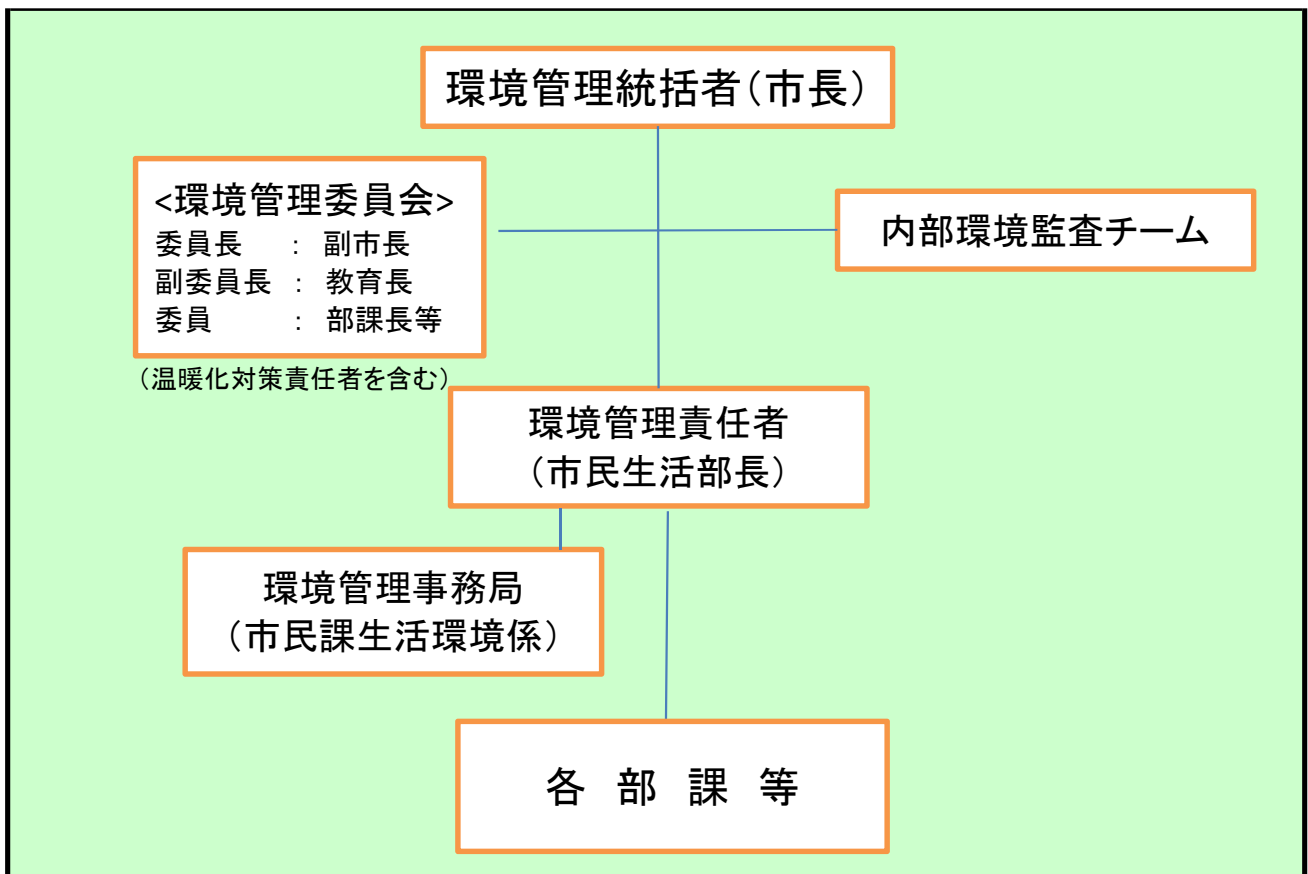 環境管理統括者（市長）
<環境管理委員会>
委員長　　：　副市長
副委員長　：　教育長
委員　　　：　部課長等
（温暖化対策責任者を含む）
内部環境監査チーム
環境管理責任者
（市民生活部長）
環境管理事務局
（市民課生活環境係）
各　部　課　等